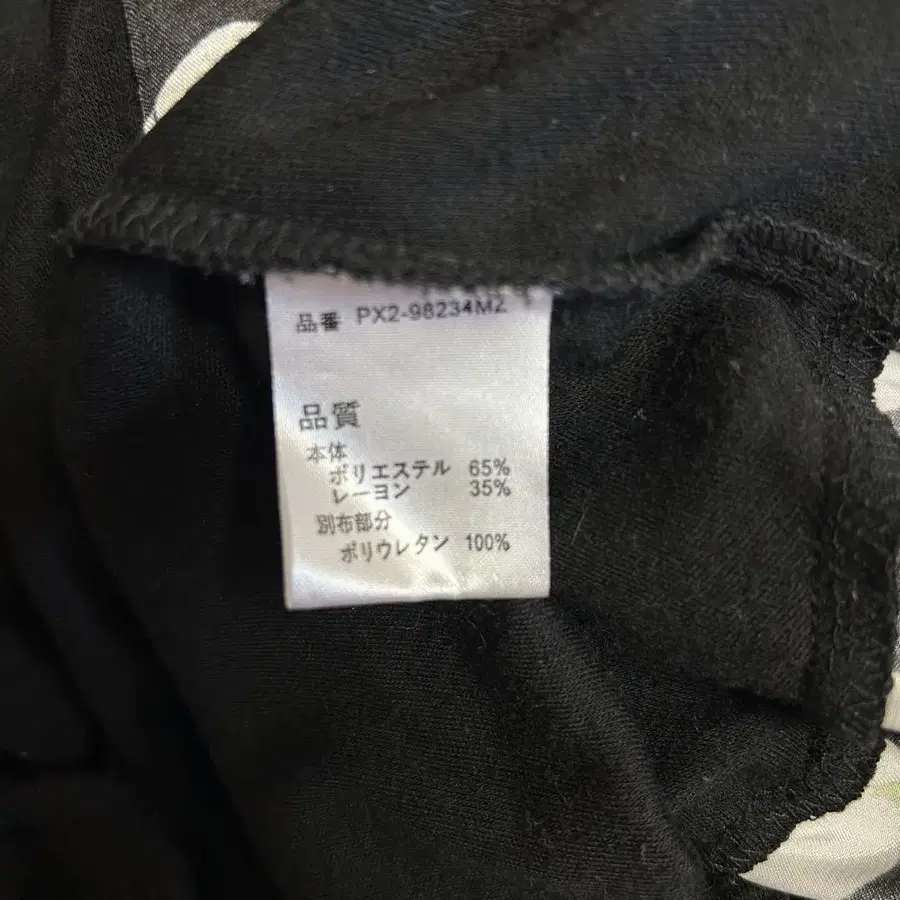 品番 PX2-98234MZ
品質
本体
ポリエステル 65%
レーヨン 35%
別布部分
ポリウレタン 100%